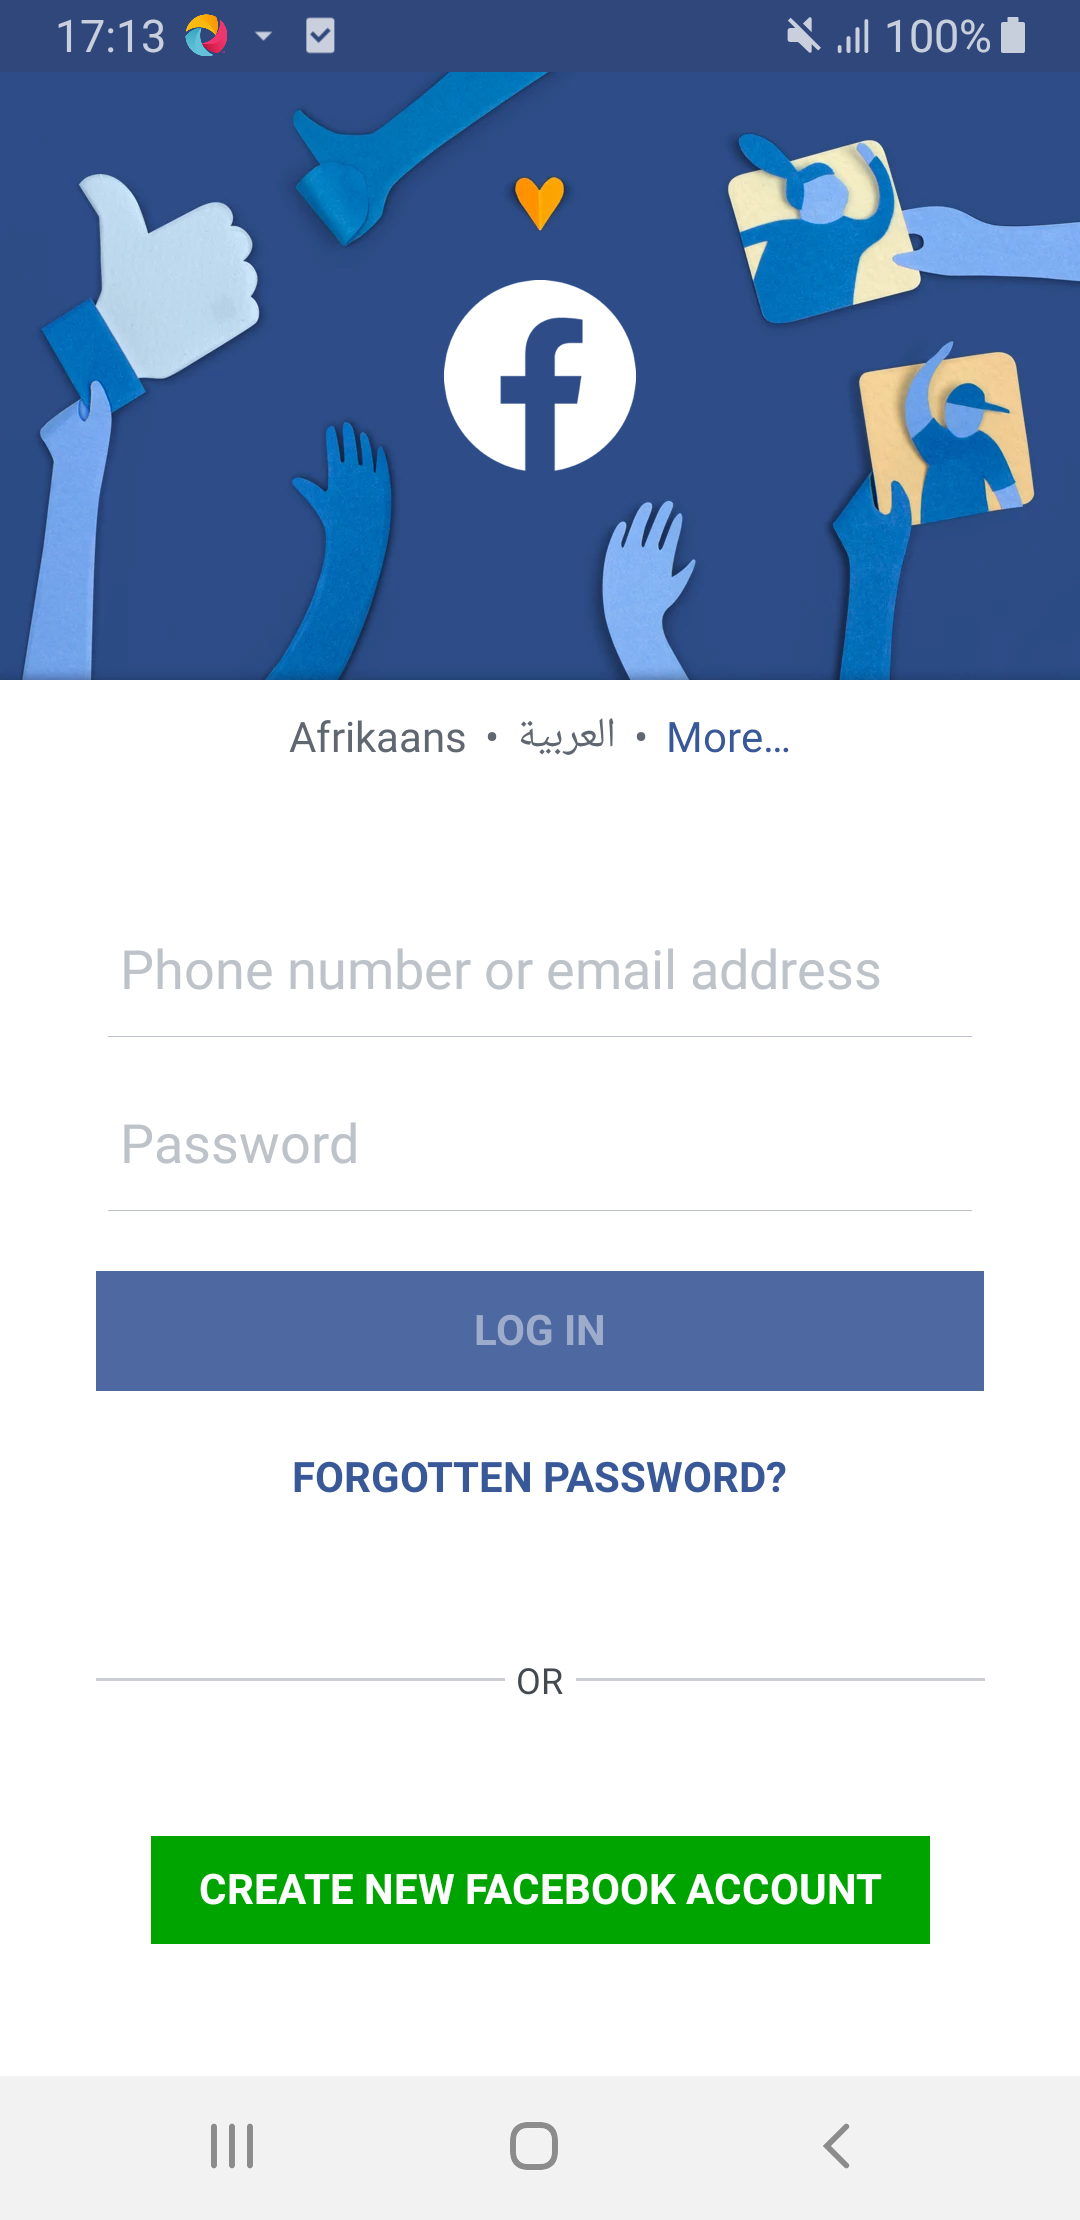 17:13 100%
Afrikaans • العربية • More...
Phone number or email address
Password
LOG IN
FORGOTTEN PASSWORD?
OR
CREATE NEW FACEBOOK ACCOUNT